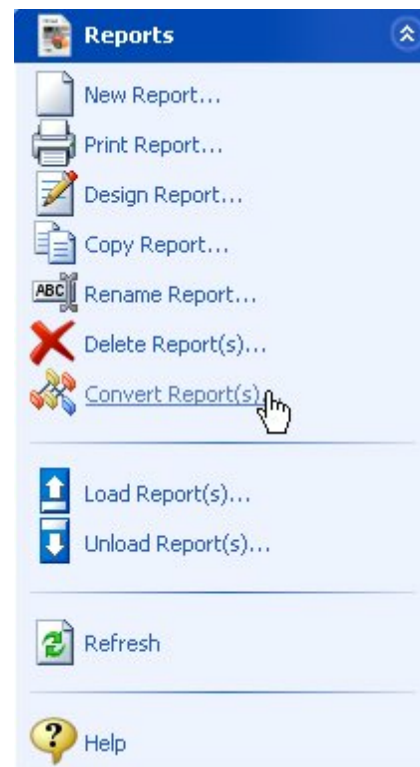 Reports
New Report...
Print Report...
Design Report...
Copy Report...
ABC
Rename Report...
Delete Report(s)...
Convert Report(s)
Load Report(s)...
Unload Report(s)...
Refresh
?
Help